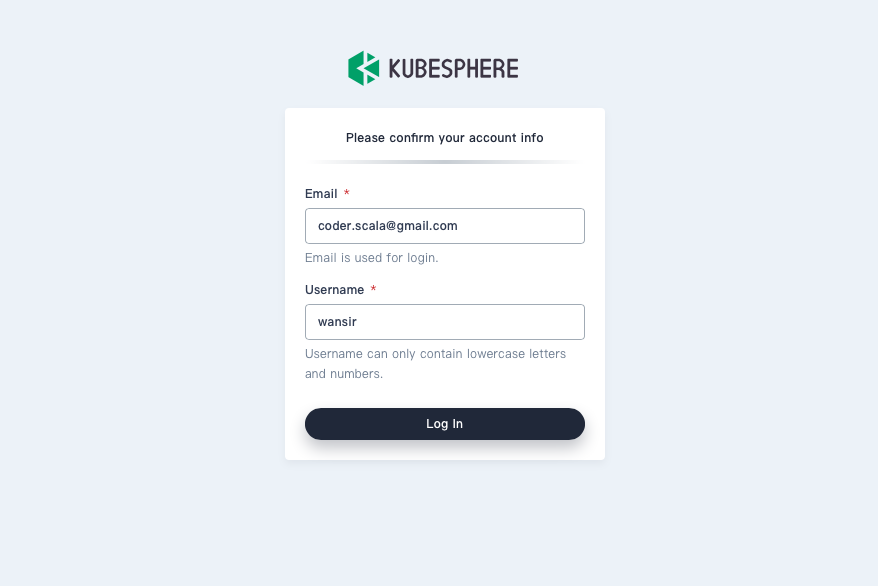 KUBESPHERE
Please confirm your account info
Email *
coder.scala@gmail.com
Email is used for login.
Username *
wansir
Username can only contain lowercase letters
and numbers.
Log In